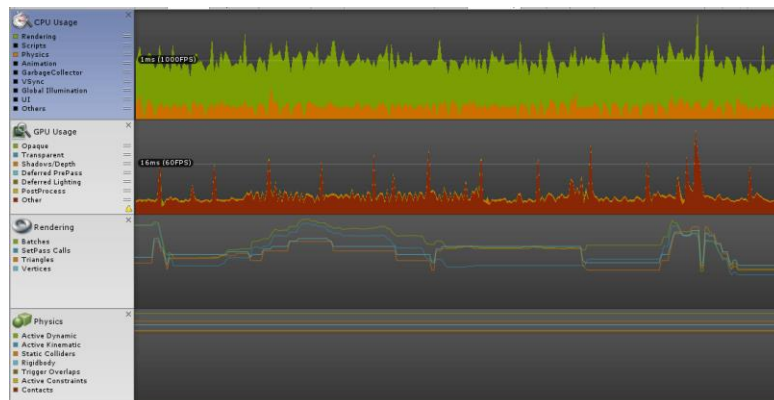 CPU Usage
Rendering
Scripts
Physics
Animation
GarbageCollector
VSync
Global Illumination
UI
Others
1ms (1000FPS)
GPU Usage
Opaque
Transparent
Shadows/Depth
Deferred PrePass
Deferred Lighting
PostProcess
Other
16ms (60FPS)
Rendering
Batches
SetPass Calls
Triangles
Vertices
Physics
Active Dynamic
Active Kinematic
Static Colliders
Rigidbody
Trigger Overlaps
Active Constraints
Contacts